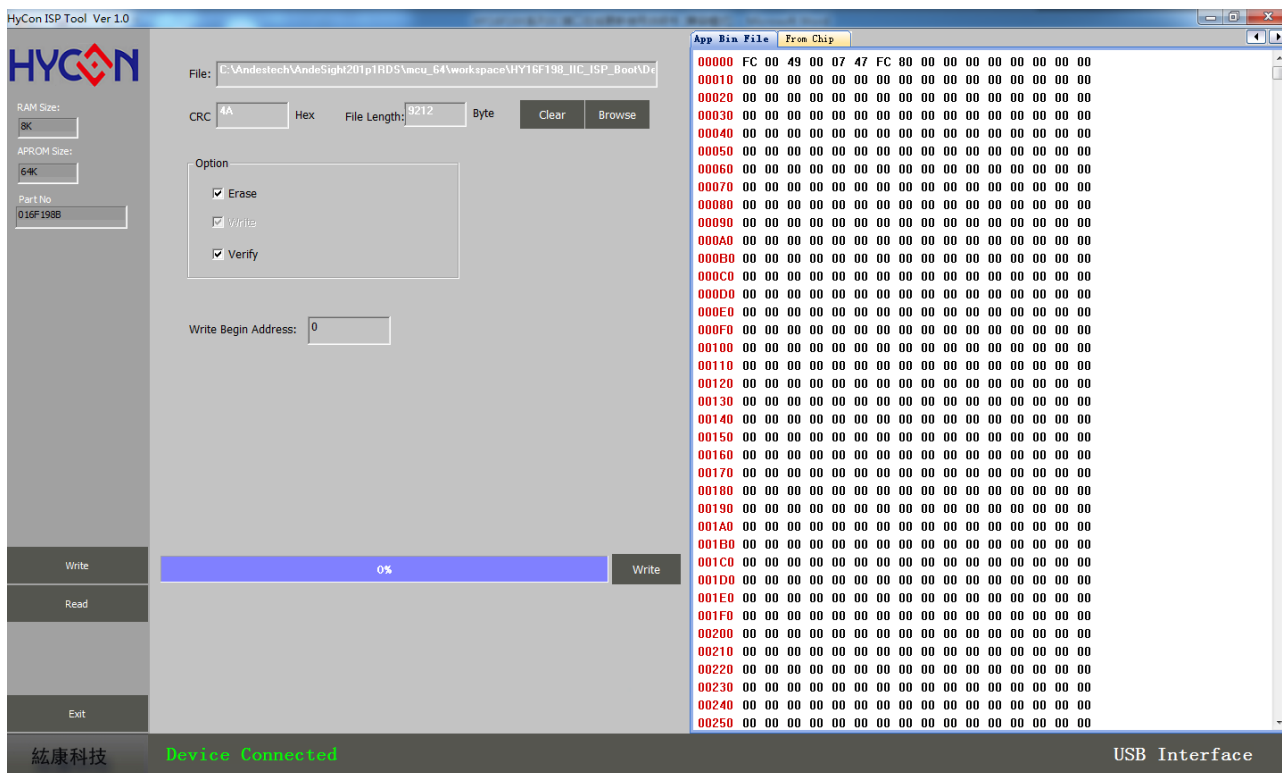 HyCon ISP Tool Ver 1.0
HYCON
RAM Size:
8K
APROM Size:
64K
Part No
016F198B
Write
Read
Exit
紘康科技
File: C:\Andestech\AndeSight201p1RDS\mcu_64\workspace\HY16F198_IIC_ISP_Boot\De
CRC 4A Hex File Length: 9212 Byte Clear Browse
Option
Erase
Write
Verify
Write Begin Address: 0
0% Write
App Bin File From Chip
00000 FC 00 49 00 07 47 FC 80 00 00 00 00 00 00 00 00
00010 00 00 00 00 00 00 00 00 00 00 00 00 00 00 00 00
00020 00 00 00 00 00 00 00 00 00 00 00 00 00 00 00 00
00030 00 00 00 00 00 00 00 00 00 00 00 00 00 00 00 00
00040 00 00 00 00 00 00 00 00 00 00 00 00 00 00 00 00
00050 00 00 00 00 00 00 00 00 00 00 00 00 00 00 00 00
00060 00 00 00 00 00 00 00 00 00 00 00 00 00 00 00 00
00070 00 00 00 00 00 00 00 00 00 00 00 00 00 00 00 00
00080 00 00 00 00 00 00 00 00 00 00 00 00 00 00 00 00
00090 00 00 00 00 00 00 00 00 00 00 00 00 00 00 00 00
000A0 00 00 00 00 00 00 00 00 00 00 00 00 00 00 00 00
000B0 00 00 00 00 00 00 00 00 00 00 00 00 00 00 00 00
000C0 00 00 00 00 00 00 00 00 00 00 00 00 00 00 00 00
000D0 00 00 00 00 00 00 00 00 00 00 00 00 00 00 00 00
000E0 00 00 00 00 00 00 00 00 00 00 00 00 00 00 00 00
000F0 00 00 00 00 00 00 00 00 00 00 00 00 00 00 00 00
00100 00 00 00 00 00 00 00 00 00 00 00 00 00 00 00 00
00110 00 00 00 00 00 00 00 00 00 00 00 00 00 00 00 00
00120 00 00 00 00 00 00 00 00 00 00 00 00 00 00 00 00
00130 00 00 00 00 00 00 00 00 00 00 00 00 00 00 00 00
00140 00 00 00 00 00 00 00 00 00 00 00 00 00 00 00 00
00150 00 00 00 00 00 00 00 00 00 00 00 00 00 00 00 00
00160 00 00 00 00 00 00 00 00 00 00 00 00 00 00 00 00
00170 00 00 00 00 00 00 00 00 00 00 00 00 00 00 00 00
00180 00 00 00 00 00 00 00 00 00 00 00 00 00 00 00 00
00190 00 00 00 00 00 00 00 00 00 00 00 00 00 00 00 00
001A0 00 00 00 00 00 00 00 00 00 00 00 00 00 00 00 00
001B0 00 00 00 00 00 00 00 00 00 00 00 00 00 00 00 00
001C0 00 00 00 00 00 00 00 00 00 00 00 00 00 00 00 00
001D0 00 00 00 00 00 00 00 00 00 00 00 00 00 00 00 00
001E0 00 00 00 00 00 00 00 00 00 00 00 00 00 00 00 00
001F0 00 00 00 00 00 00 00 00 00 00 00 00 00 00 00 00
00200 00 00 00 00 00 00 00 00 00 00 00 00 00 00 00 00
00210 00 00 00 00 00 00 00 00 00 00 00 00 00 00 00 00
00220 00 00 00 00 00 00 00 00 00 00 00 00 00 00 00 00
00230 00 00 00 00 00 00 00 00 00 00 00 00 00 00 00 00
00240 00 00 00 00 00 00 00 00 00 00 00 00 00 00 00 00
00250 00 00 00 00 00 00 00 00 00 00 00 00 00 00 00 00
Device Connected
USB Interface